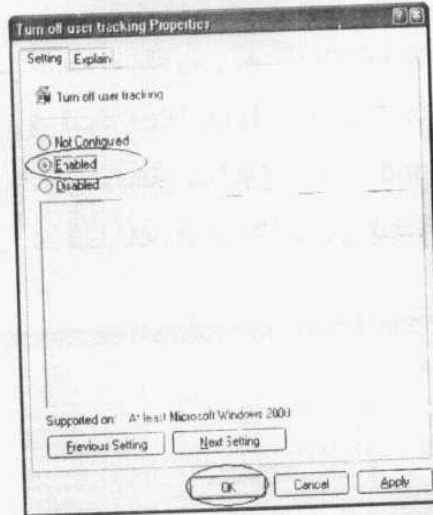 Turn off user tracking Properties
Setting Explain
Turn off user tracking
Not Configured
Enabled
Disabled
Supported on: At least Microsoft Windows 2000
Previous Setting Next Setting
OK Cancel Apply